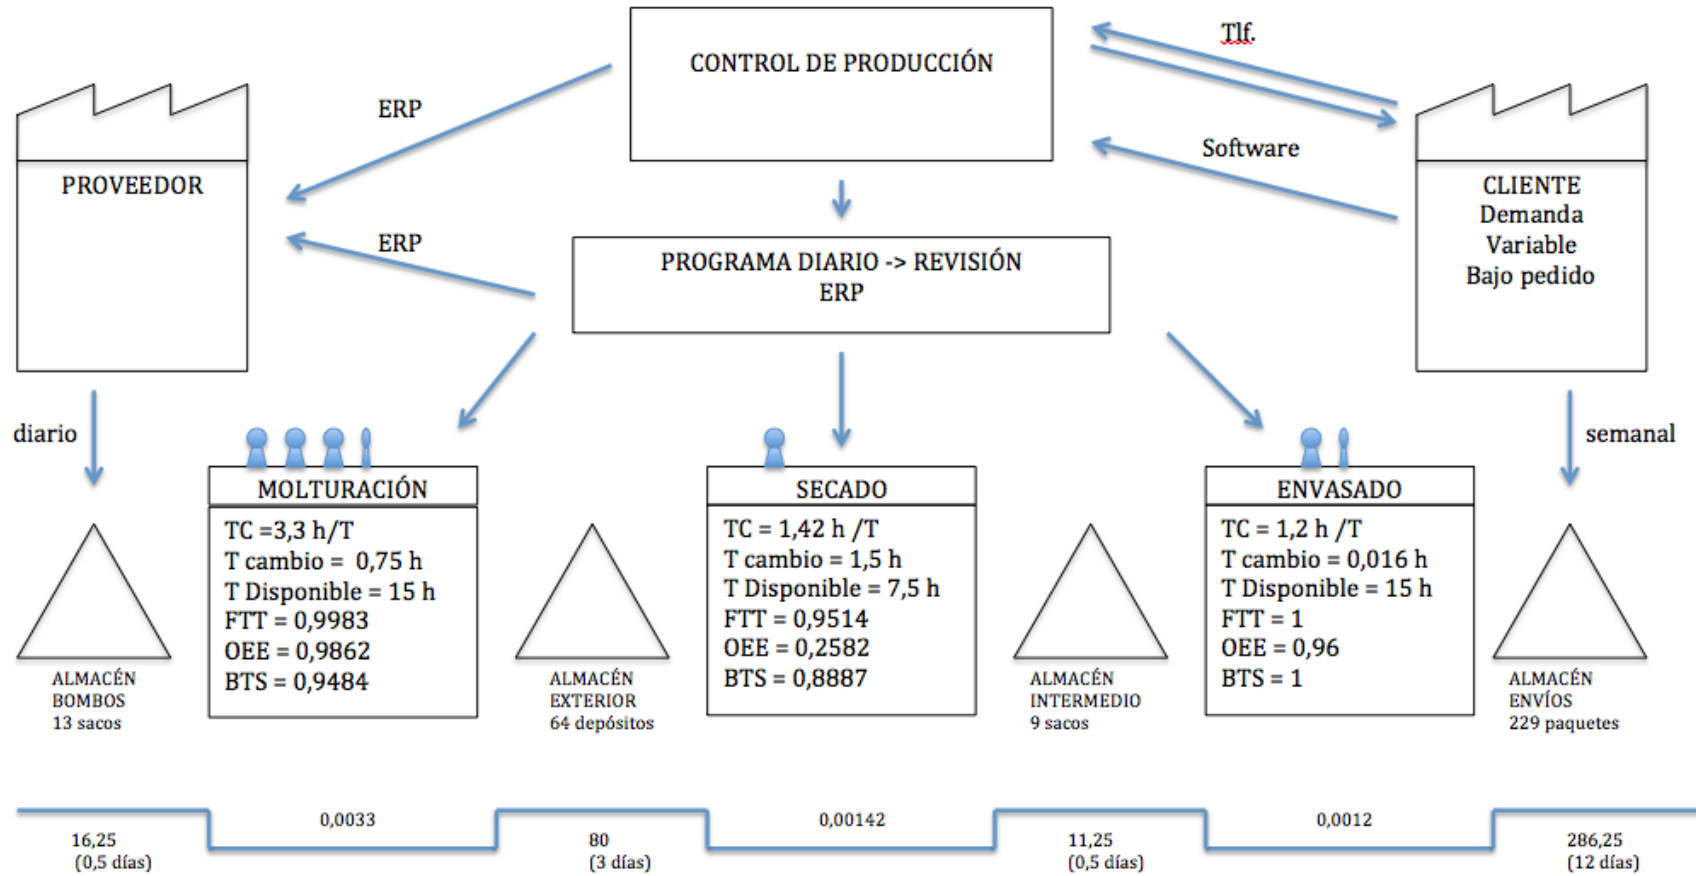 CONTROL DE PRODUCCIÓN
Tlf.
ERP
Software
PROVEEDOR
CLIENTE
Demanda
Variable
Bajo pedido
ERP
PROGRAMA DIARIO -> REVISIÓN
ERP
diario
semanal
MOLTURACIÓN
TC =3,3 h/T
T cambio =  0,75 h
T Disponible = 15 h
FTT = 0,9983
OEE = 0,9862
BTS = 0,9484
SECADO
TC = 1,42 h /T
T cambio = 1,5 h
T Disponible = 7,5 h
FTT = 0,9514
OEE = 0,2582
BTS = 0,8887
ENVASADO
TC = 1,2 h /T
T cambio = 0,016 h
T Disponible = 15 h
FTT = 1
OEE = 0,96
BTS = 1
ALMACÉN
BOMBOS
13 sacos
ALMACÉN
EXTERIOR
64 depósitos
ALMACÉN
INTERMEDIO
9 sacos
ALMACÉN
ENVÍOS
229 paquetes
16,25
(0,5 días)
0,0033
80
(3 días)
0,00142
11,25
(0,5 días)
0,0012
286,25
(12 días)